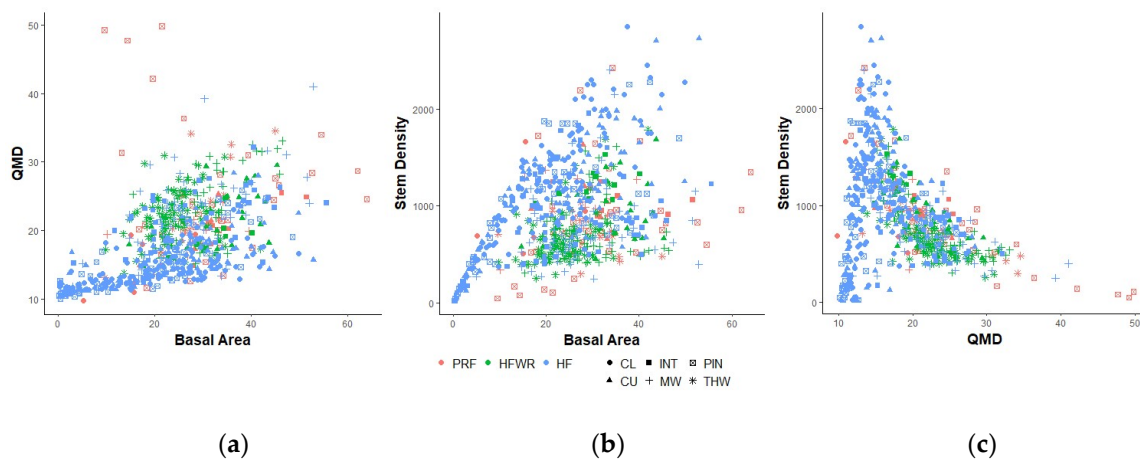 50
40
30
20
10
QMD
0 20 40 60
Basal Area
(a)
2000
1000
0
Stem Density
0 20 40 60
Basal Area
PRF HFWR HF CL INT PIN
CU MW THW
(b)
2000
1000
0
Stem Density
10 20 30 40 50
QMD
(c)